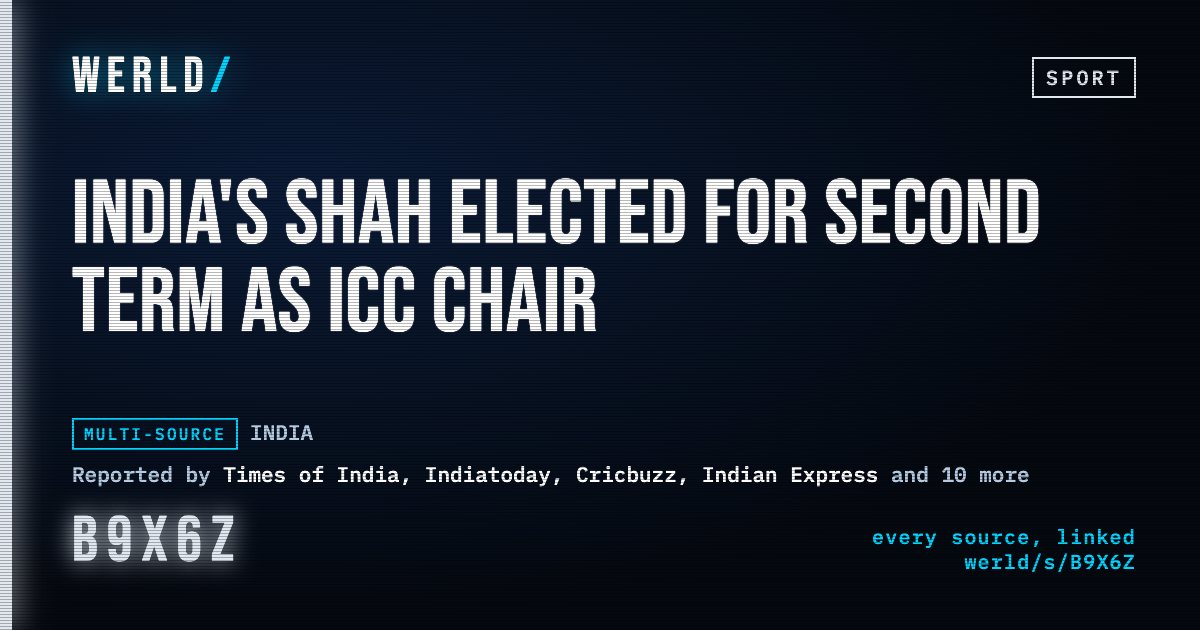 WERLD/
SPORT
INDIA'S SHAH ELECTED FOR SECOND
TERM AS ICC CHAIR
MULTI-SOURCE INDIA
Reported by Times of India, Indiatoday, Cricbuzz, Indian Express and 10 more
B9X6Z
every source, linked
werld/s/B9X6Z